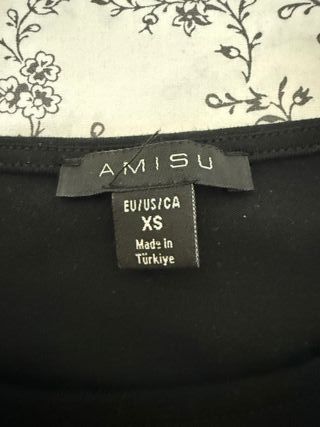 AMISU
EU/US/CA
XS
Made in
Türkiye